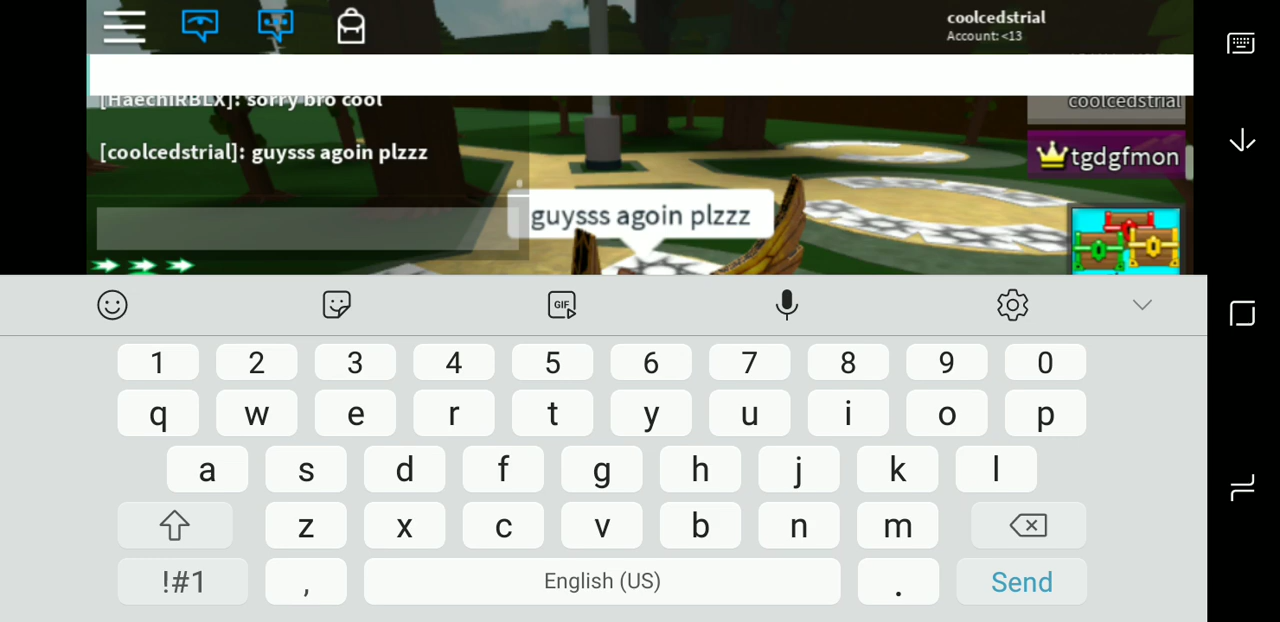 coolcedstrial
Account: <13
[HaechiRBLX]: sorry bro cool
coolcedstrial
[coolcedstrial]: guysss agoin plzzz
tgdgfmon
guysss agoin plzzz
GIF
1 2 3 4 5 6 7 8 9 0
q w e r t y u i o p
a s d f g h j k l
z x c v b n m
!#1 , English (US) . Send